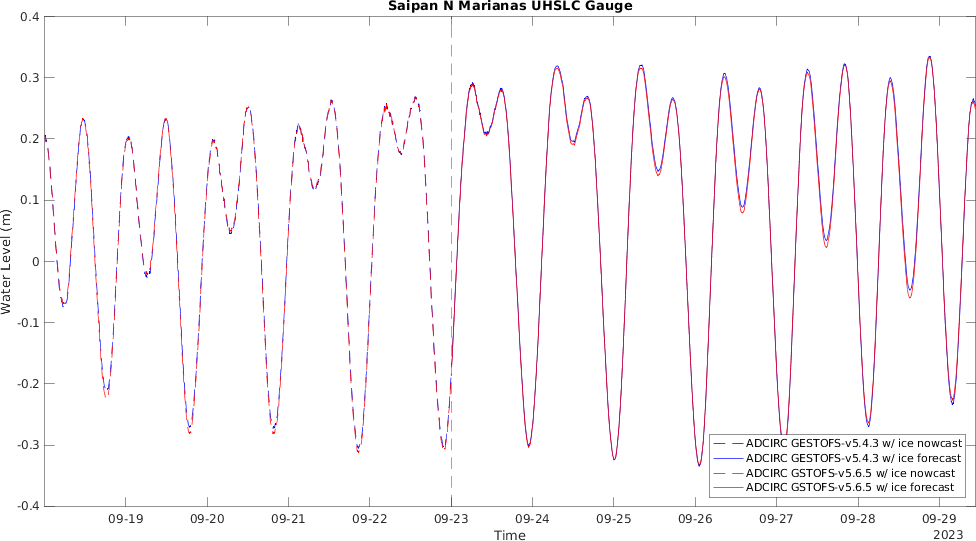 Saipan N Marianas UHSLC Gauge
0.4
0.3
0.2
0.1
0
-0.1
-0.2
-0.3
-0.4
Water Level (m)
ADCIRC GESTOFS-v5.4.3 w/ ice nowcast
ADCIRC GESTOFS-v5.4.3 w/ ice forecast
ADCIRC GSTOFS-v5.6.5 w/ ice nowcast
ADCIRC GSTOFS-v5.6.5 w/ ice forecast
09-19 09-20 09-21 09-22 09-23 09-24 09-25 09-26 09-27 09-28 09-29
Time
2023